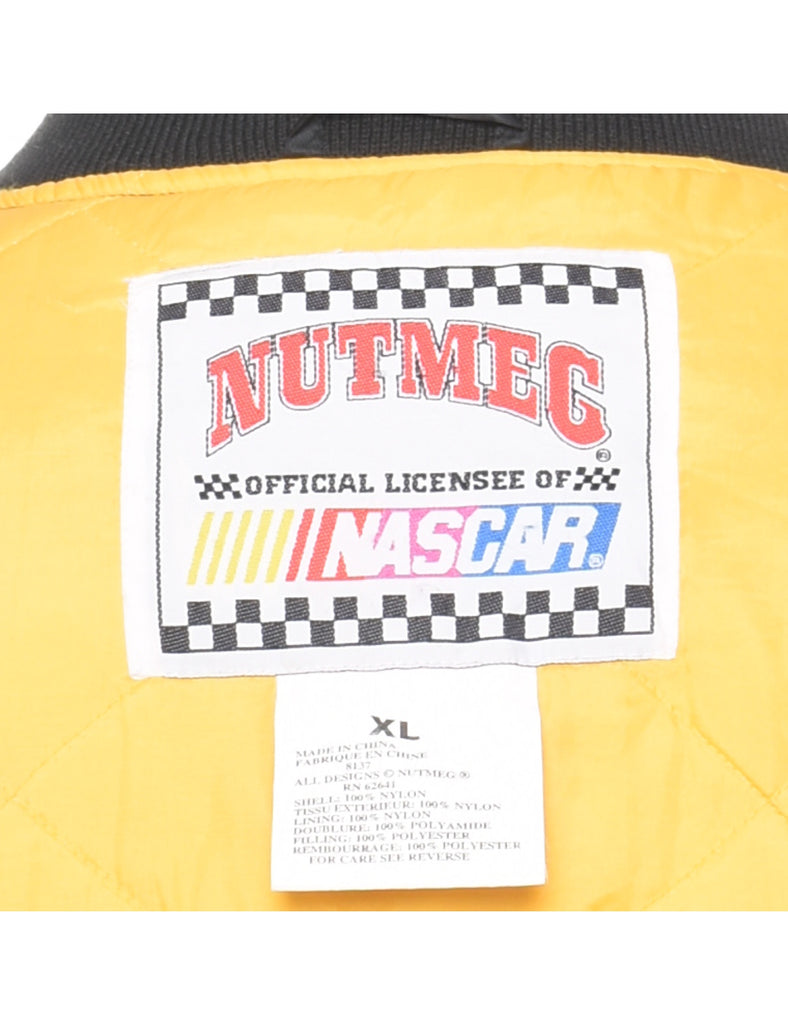 NUTMEG®
OFFICIAL LICENSEE OF
NASCAR®
XL
MADE IN CHINA
FABRIQUE EN CHINE
8137
ALL DESIGNS © NUTMEG ®
RN 62641
SHELL: 100% NYLON
TISSU EXTERIEUR: 100% NYLON
LINING: 100% NYLON
DOUBLURE: 100% POLYAMIDE
FILLING: 100% POLYESTER
REMBOURRAGE: 100% POLYESTER
FOR CARE SEE REVERSE